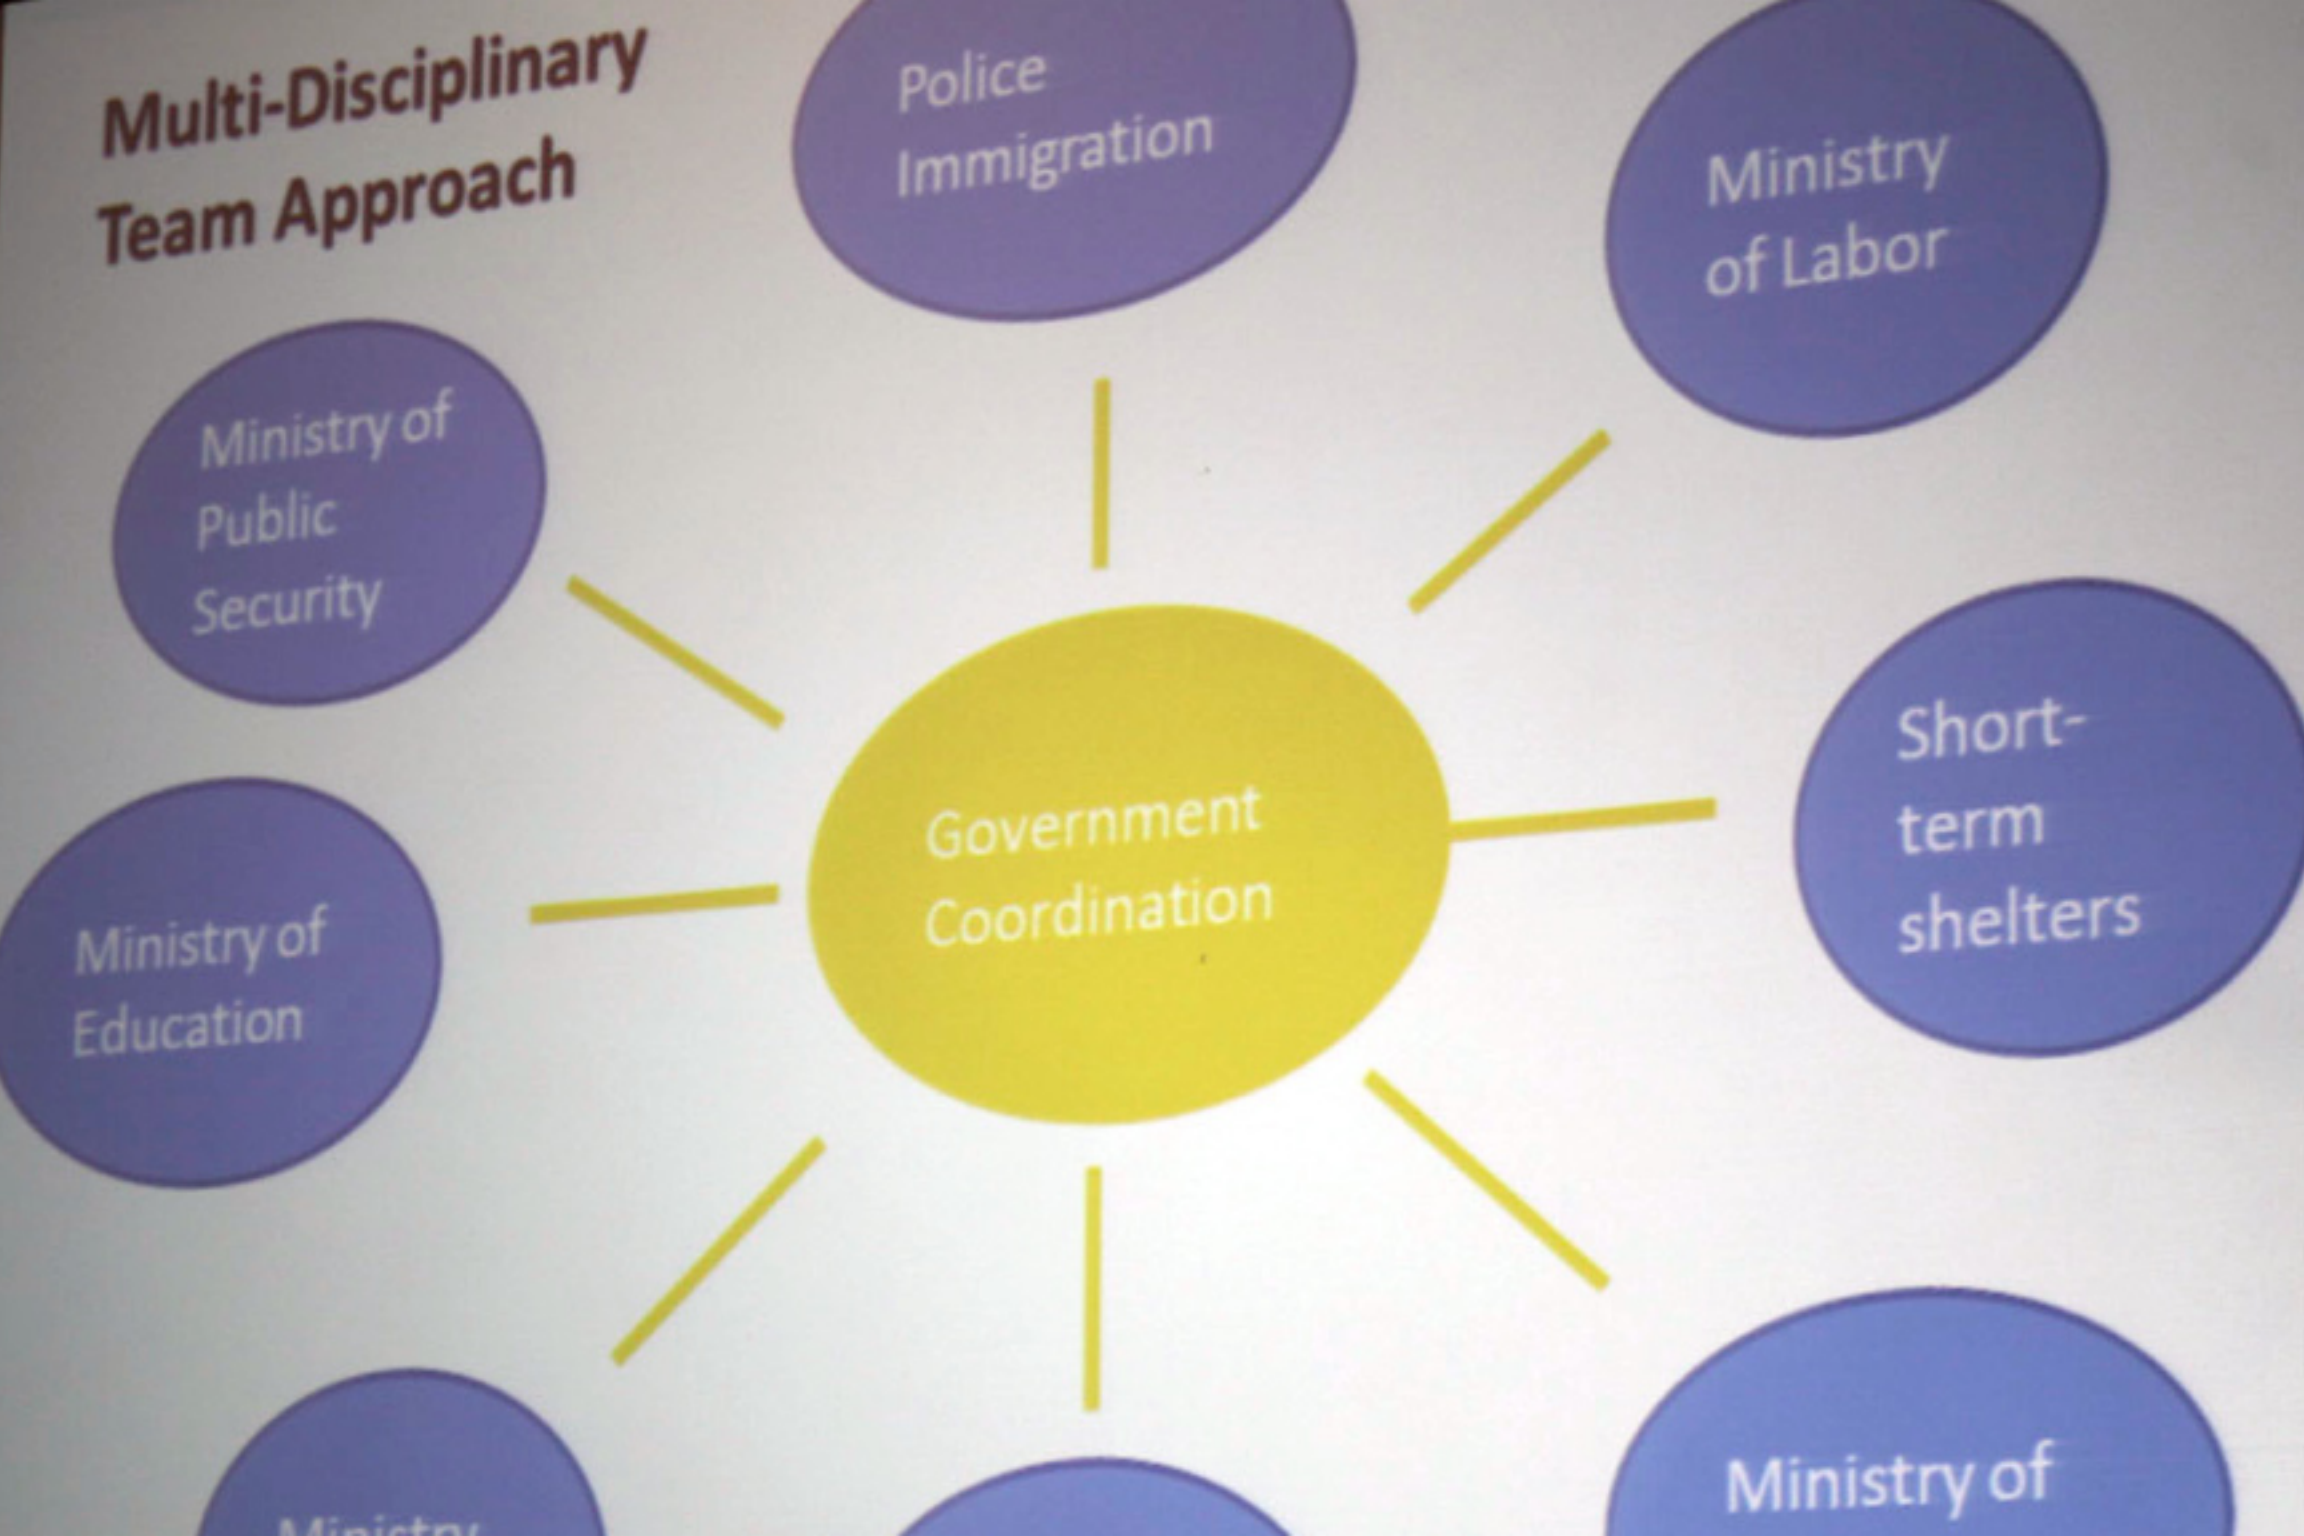 Multi-Disciplinary
Team Approach
Police
Immigration
Ministry
of Labor
Ministry of
Public
Security
Short-
term
shelters
Government
Coordination
Ministry of
Education
Ministry of
Ministry